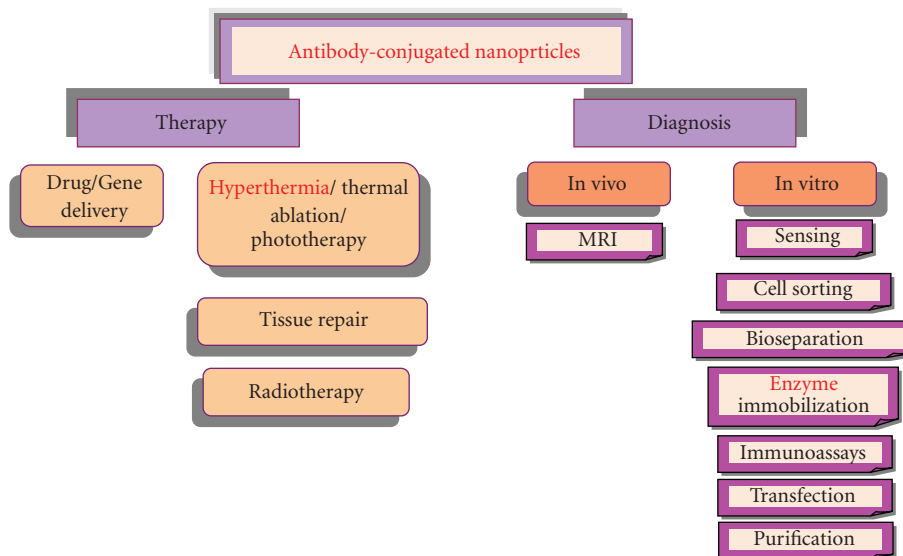 Antibody-conjugated nanoprticles
Therapy
Diagnosis
Drug/Gene
delivery
Hyperthermia/ thermal
ablation/
phototherapy
Tissue repair
Radiotherapy
In vivo
MRI
In vitro
Sensing
Cell sorting
Bioseparation
Enzyme
immobilization
Immunoassays
Transfection
Purification